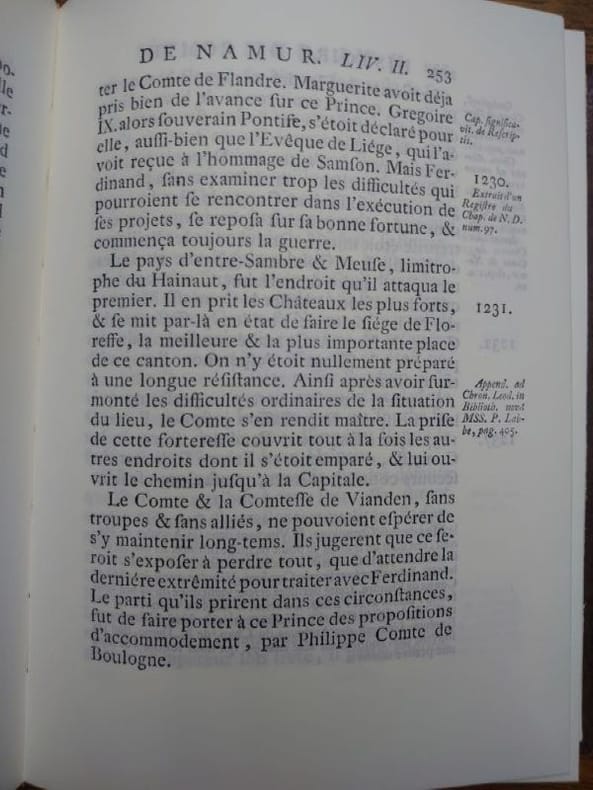 DE NAMUR. LIV. II. 253
ter le Comte de Flandre. Marguerite avoit déja
pris bien de l'avance ſur ce Prince. Gregoire
IX. alors ſouverain Pontife, s'étoit déclaré pour
elle, auſſi-bien que l'Evêque de Liége, qui l'a-
voit reçue à l'hommage de Samſon. Mais Fer-
dinand, ſans examiner trop les difficultés qui
pourroient ſe rencontrer dans l'exécution de
ſes projets, ſe repoſa ſur ſa bonne fortune, &
commença toujours la guerre.
Le pays d'entre-Sambre & Meuſe, limitro-
phe du Hainaut, fut l'endroit qu'il attaqua le
premier. Il en prit les Châteaux les plus forts,
& ſe mit par-là en état de faire le ſiége de Flo-
reffe, la meilleure & la plus importante place
de ce canton. On n'y étoit nullement préparé
à une longue réſiſtance. Ainſi après avoir ſur-
monté les difficultés ordinaires de la ſituation
du lieu, le Comte s'en rendit maître. La priſe
de cette fortereſſe couvrit tout à la fois les au-
tres endroits dont il s'étoit emparé, & lui ou-
vrit le chemin juſqu'à la Capitale.
Le Comte & la Comteſſe de Vianden, ſans
troupes & ſans alliés, ne pouvoient eſpérer de
s'y maintenir long-tems. Ils jugerent que ce ſe-
roit s'expoſer à perdre tout, que d'attendre la
derniére extrêmité pour traiter avec Ferdinand.
Le parti qu'ils prirent dans ces circonſtances,
fut de faire porter à ce Prince des propoſitions
d'accommodement, par Philippe Comte de
Boulogne.
Cap. ſignifica-
vit. de Reſcrip-
tis.
1230.
Extrait d'un
Regiſtre du
Chap. de N. D.
num. 97.
1231.
Append. ad
Chron. Leod. in
Biblioth. nova
MSS. P. Lab-
be, pag. 405.